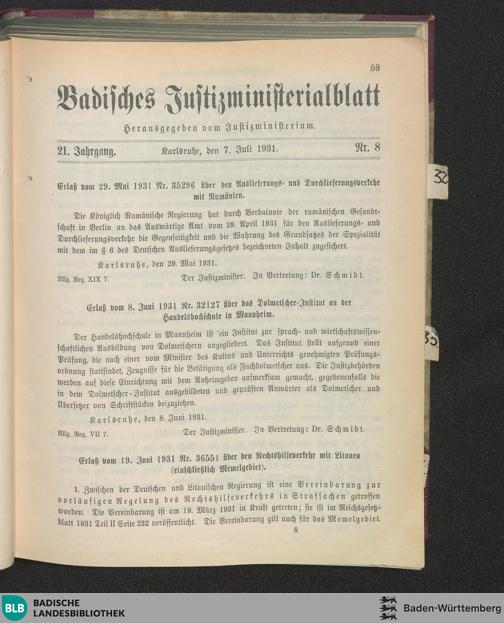 59
Badisches Justizministerialblatt
Herausgegeben vom Justizministerium.
21. Jahrgang. Karlsruhe, den 7. Juli 1931. Nr. 8
Erlaß vom 29. Mai 1931 Nr. 35296 über den Auslieferungs- und Durchlieferungsverkehr
mit Rumänien.
Die Königlich Rumänische Regierung hat durch Verbalnote der rumänischen Gesandt-
schaft in Berlin an das Auswärtige Amt vom 29. April 1931 für den Auslieferungs- und
Durchlieferungsverkehr die Gegenseitigkeit und die Wahrung des Grundsatzes der Spezialität
mit dem im § 6 des Deutschen Auslieferungsgesetzes bezeichneten Inhalt zugesichert.
Karlsruhe, den 29. Mai 1931.
Allg. Reg. XIX 7. Der Justizminister. In Vertretung: Dr. Schmidt.
Erlaß vom 8. Juni 1931 Nr. 32127 über das Dolmetscher-Institut an der
Handelshochschule in Mannheim.
Der Handelshochschule in Mannheim ist ein Institut zur sprach- und wirtschaftswissen-
schaftlichen Ausbildung von Dolmetschern angegliedert. Das Institut stellt aufgrund einer
Prüfung, die nach einer vom Minister des Kultus und Unterrichts genehmigten Prüfungs-
ordnung stattfindet, Zeugnisse für die Betätigung als Fachdolmetscher aus. Die Justizbehörden
werden auf diese Einrichtung mit dem Anheimgeben aufmerksam gemacht, gegebenenfalls die
in dem Dolmetscher-Institut ausgebildeten und geprüften Anwärter als Dolmetscher und
Übersetzer von Schriftstücken beizuziehen.
Karlsruhe, den 8. Juni 1931.
Allg. Reg. VII 7. Der Justizminister. In Vertretung: Dr. Schmidt.
Erlaß vom 19. Juni 1931 Nr. 36551 über den Rechtshilfeverkehr mit Litauen
(einschließlich Memelgebiet).
1. Zwischen der Deutschen und Litauischen Regierung ist eine Vereinbarung zur
vorläufigen Regelung des Rechtshilfeverkehrs in Strafsachen getroffen
worden. Die Vereinbarung ist am 19. März 1931 in Kraft getreten; sie ist im Reichsgesetz-
blatt 1931 Teil II Seite 232 veröffentlicht. Die Vereinbarung gilt auch für das Memelgebiet.
8
32
33
BLB BADISCHE
LANDESBIBLIOTHEK
Baden-Württemberg